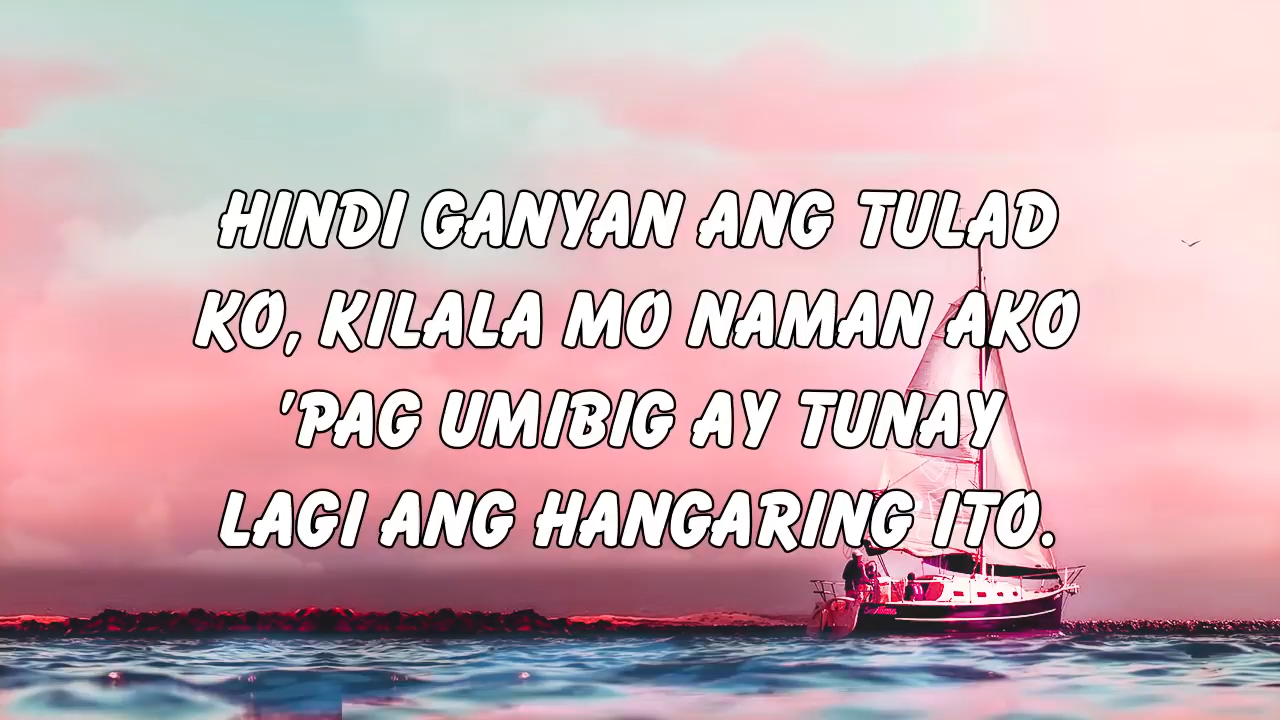 HINDI GANYAN ANG TULAD
KO, KILALA MO NAMAN AKO
'PAG UMIBIG AY TUNAY
LAGI ANG HANGARING ITO.